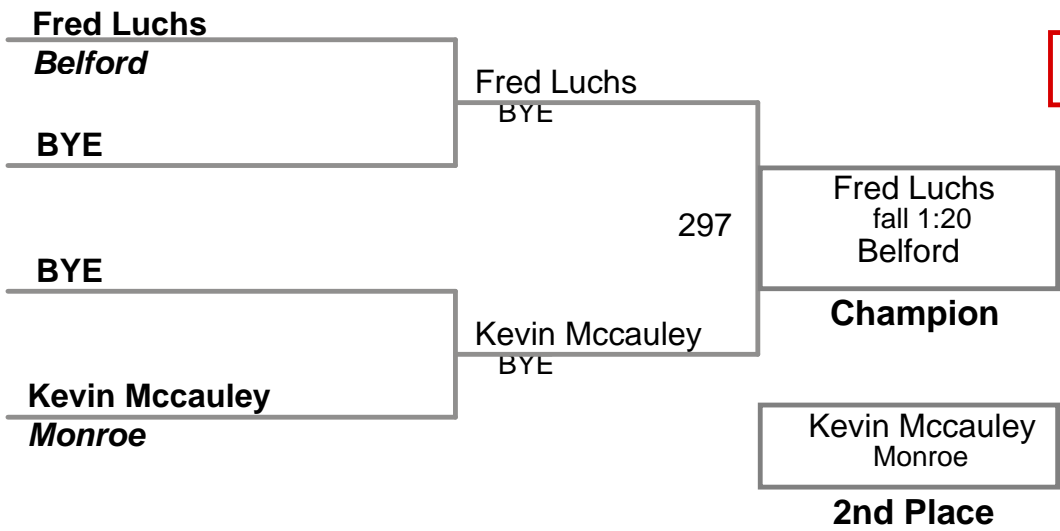 Fred Luchs
Belford
BYE
BYE
Kevin Mccauley
Monroe
Fred Luchs
BYE
297
Kevin Mccauley
BYE
Fred Luchs
fall 1:20
Belford
Champion
Kevin Mccauley
Monroe
2nd Place